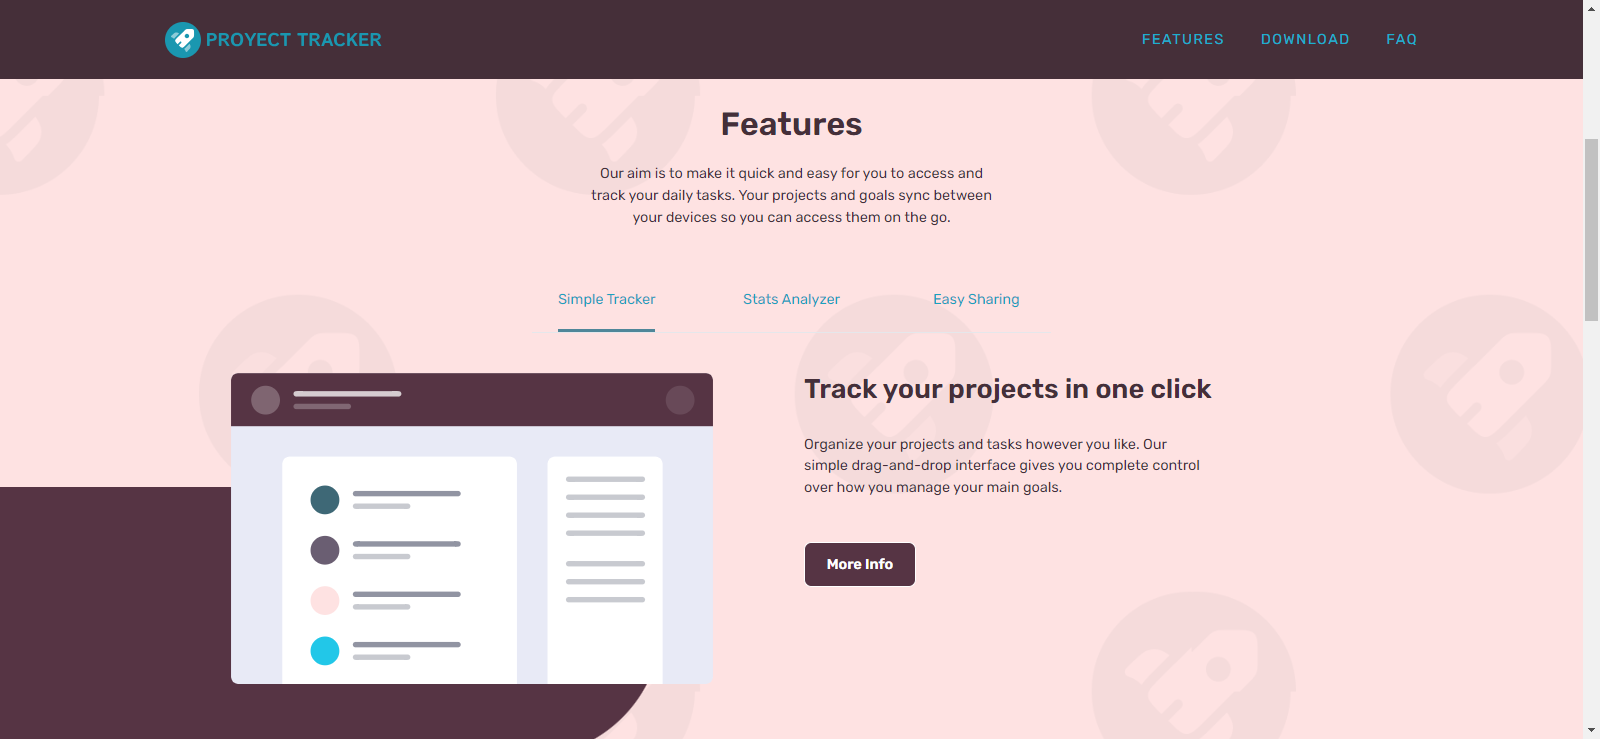 PROYECT TRACKER
FEATURES
DOWNLOAD
FAQ
Features
Our aim is to make it quick and easy for you to access and
track your daily tasks. Your projects and goals sync between
your devices so you can access them on the go.
Simple Tracker
Stats Analyzer
Easy Sharing
Track your projects in one click
Organize your projects and tasks however you like. Our
simple drag-and-drop interface gives you complete control
over how you manage your main goals.
More Info